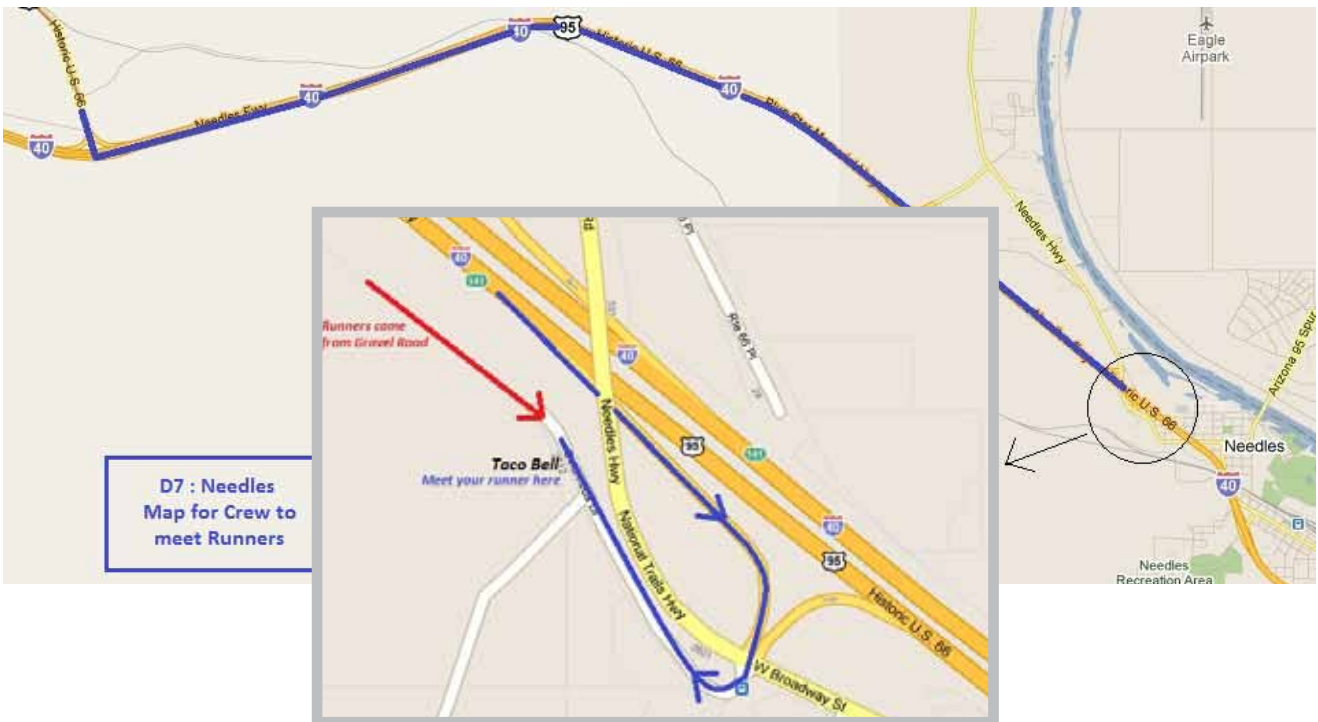 Historic U.S. 66
40
Needles Fwy
40
40
95
Historic U.S. 66
40
Eagle
Airpark
Needles Hwy
Arizona 95 Spur
Needles
40
Needles
Recreation Area
D7 : Needles
Map for Crew to
meet Runners
Runners come
from Gravel Road
40
141
Rd
Rte 66 Pl
40
95
141
40
95
Needles Hwy
Taco Bell
Meet your runner here
National Trails Hwy
Historic U.S. 66
W Broadway St